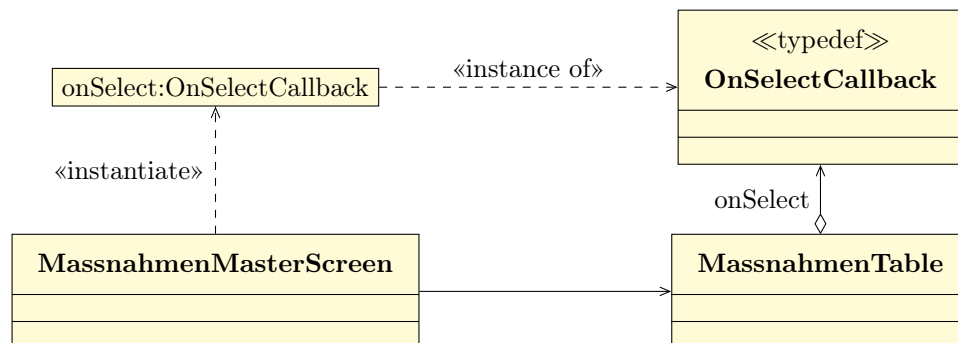 ≪typedef≫
OnSelectCallback
«instance of»
onSelect:OnSelectCallback
«instantiate»
onSelect
MassnahmenMasterScreen
MassnahmenTable